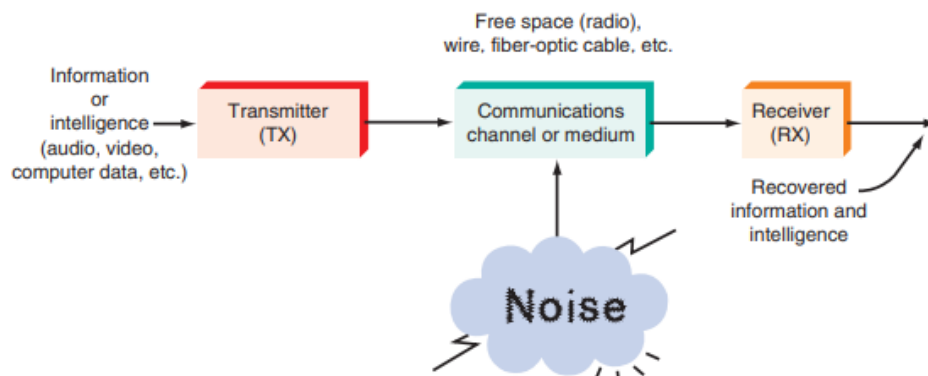 Free space (radio),
wire, fiber-optic cable, etc.
Information
or
intelligence
(audio, video,
computer data, etc.)
Transmitter
(TX)
Communications
channel or medium
Receiver
(RX)
Recovered
information and
intelligence
Noise